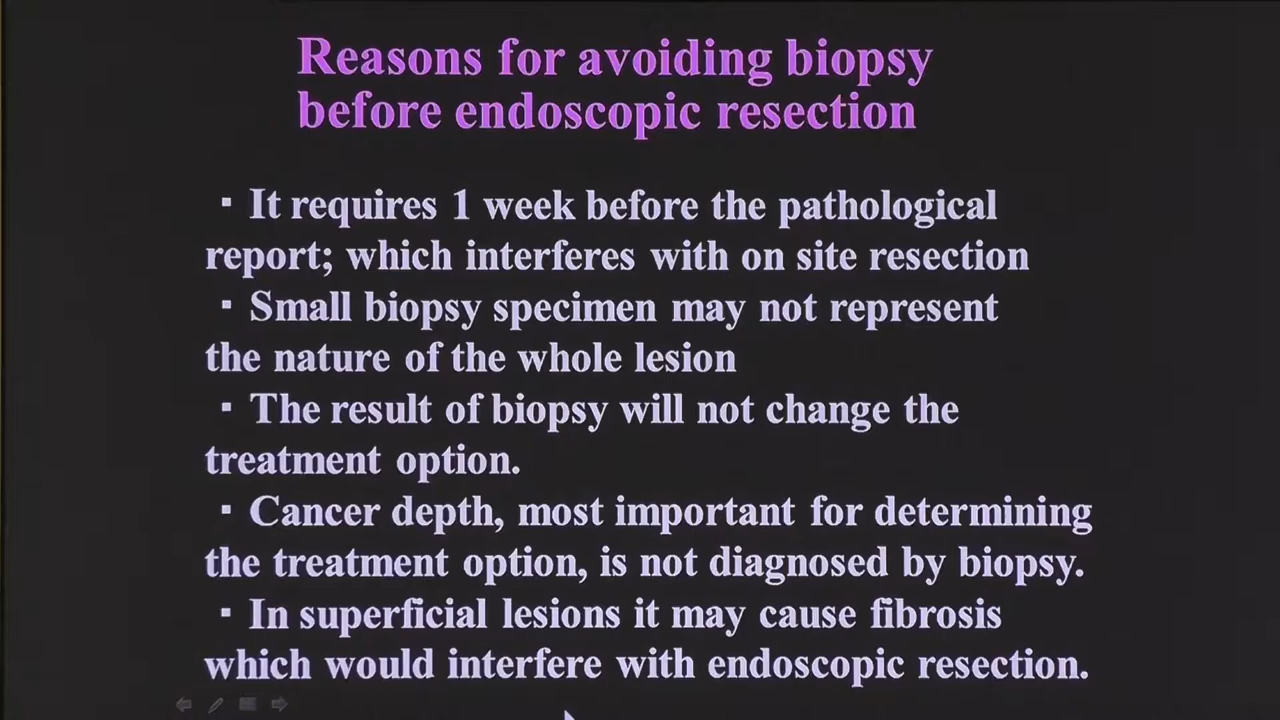 Reasons for avoiding biopsy
before endoscopic resection
▪ It requires 1 week before the pathological
report; which interferes with on site resection
▪ Small biopsy specimen may not represent
the nature of the whole lesion
▪ The result of biopsy will not change the
treatment option.
▪ Cancer depth, most important for determining
the treatment option, is not diagnosed by biopsy.
▪ In superficial lesions it may cause fibrosis
which would interfere with endoscopic resection.